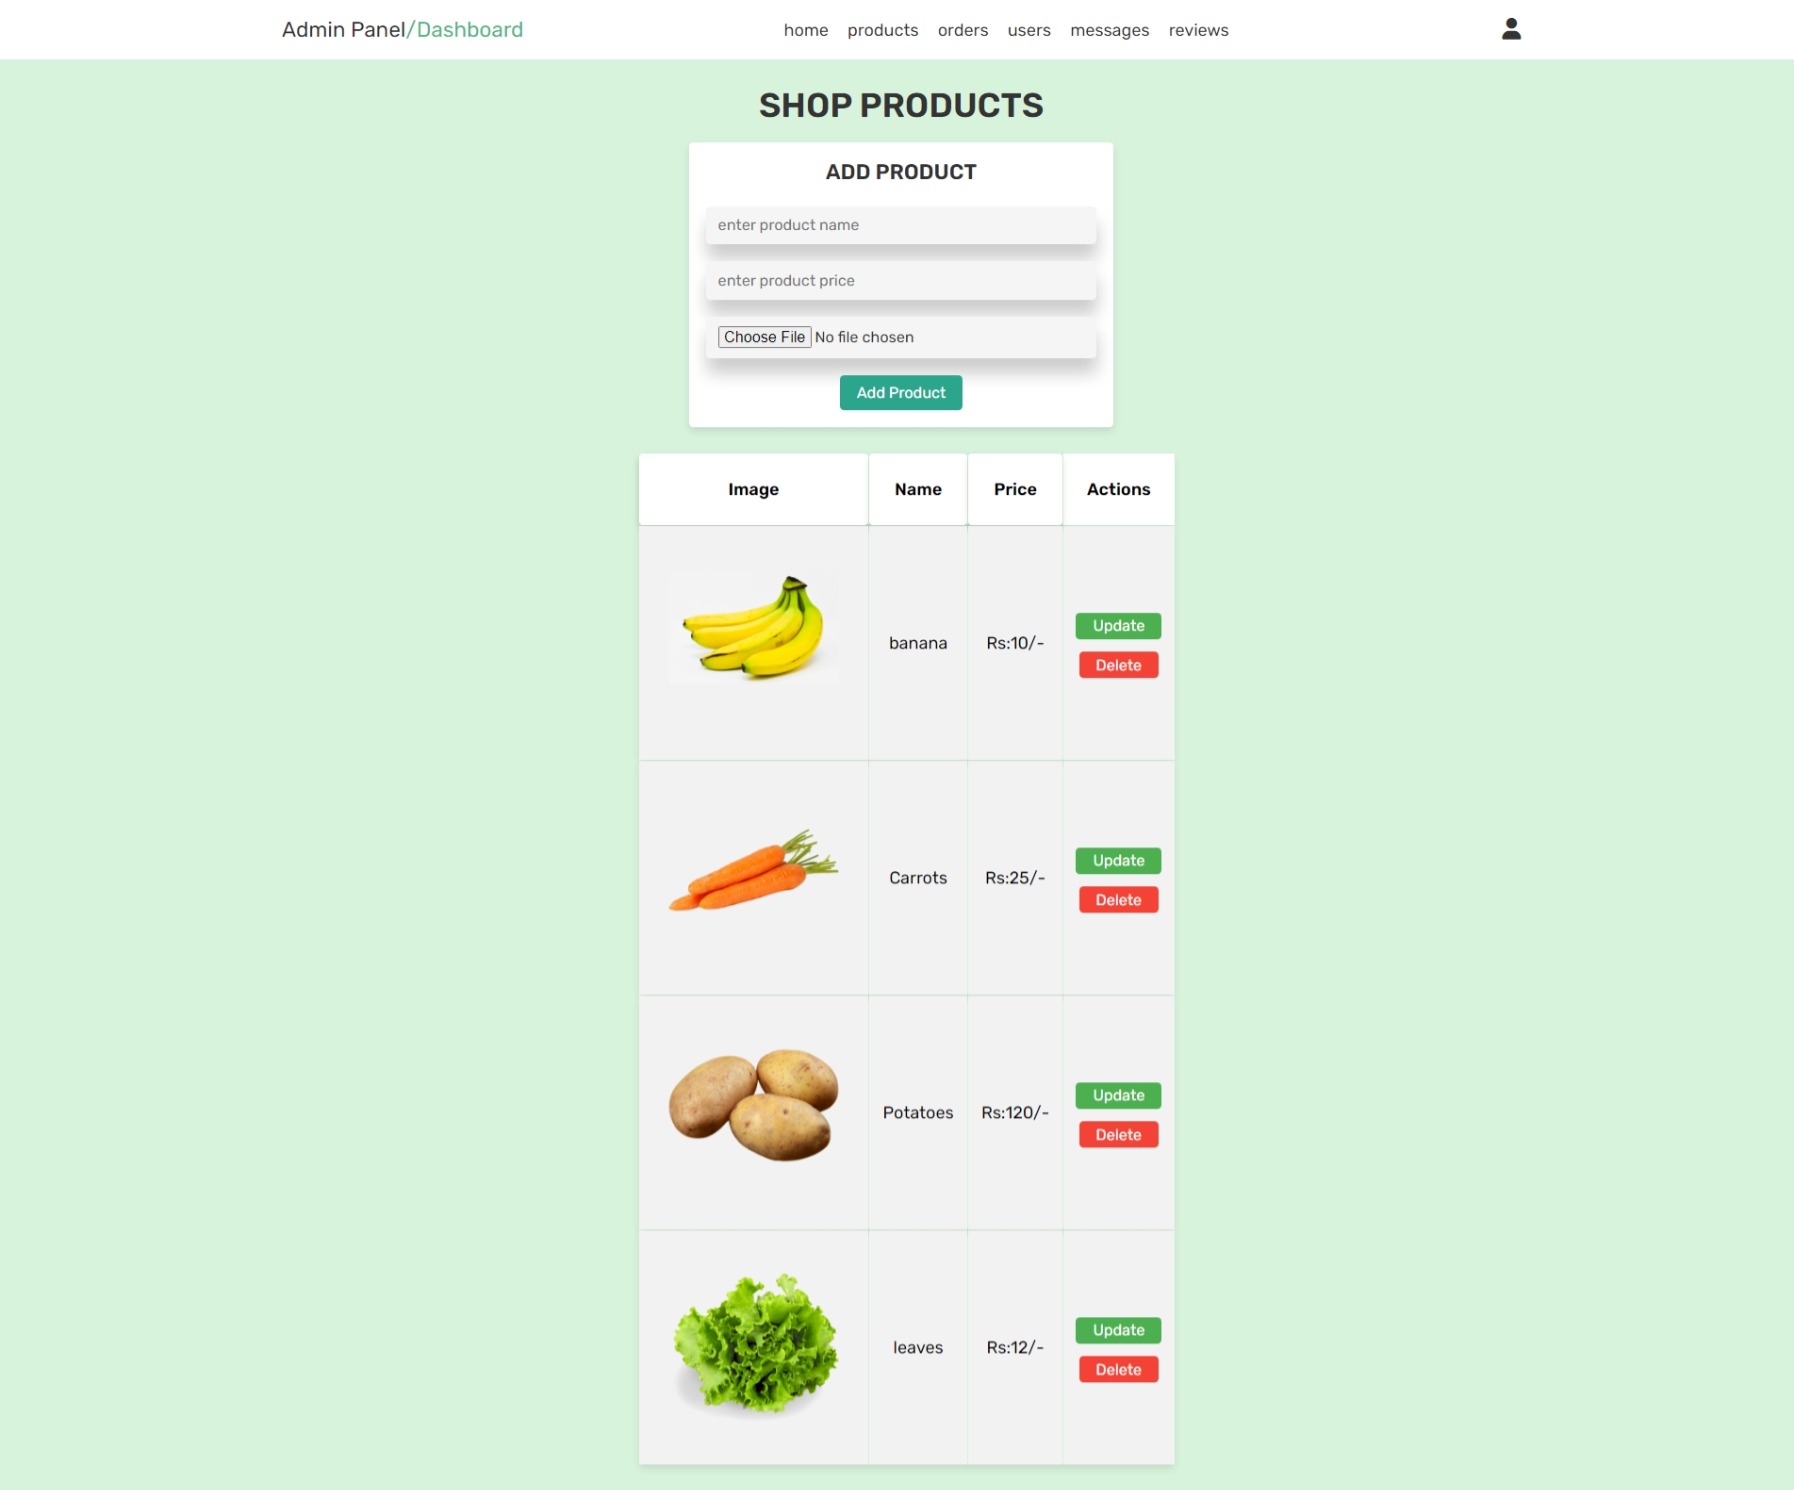 Admin Panel/Dashboard home products orders users messages reviews
SHOP PRODUCTS
ADD PRODUCT
enter product name
enter product price
Choose File No file chosen
Add Product
Image Name Price Actions
banana Rs:10/- Update
Delete
Carrots Rs:25/- Update
Delete
Potatoes Rs:120/- Update
Delete
leaves Rs:12/- Update
Delete